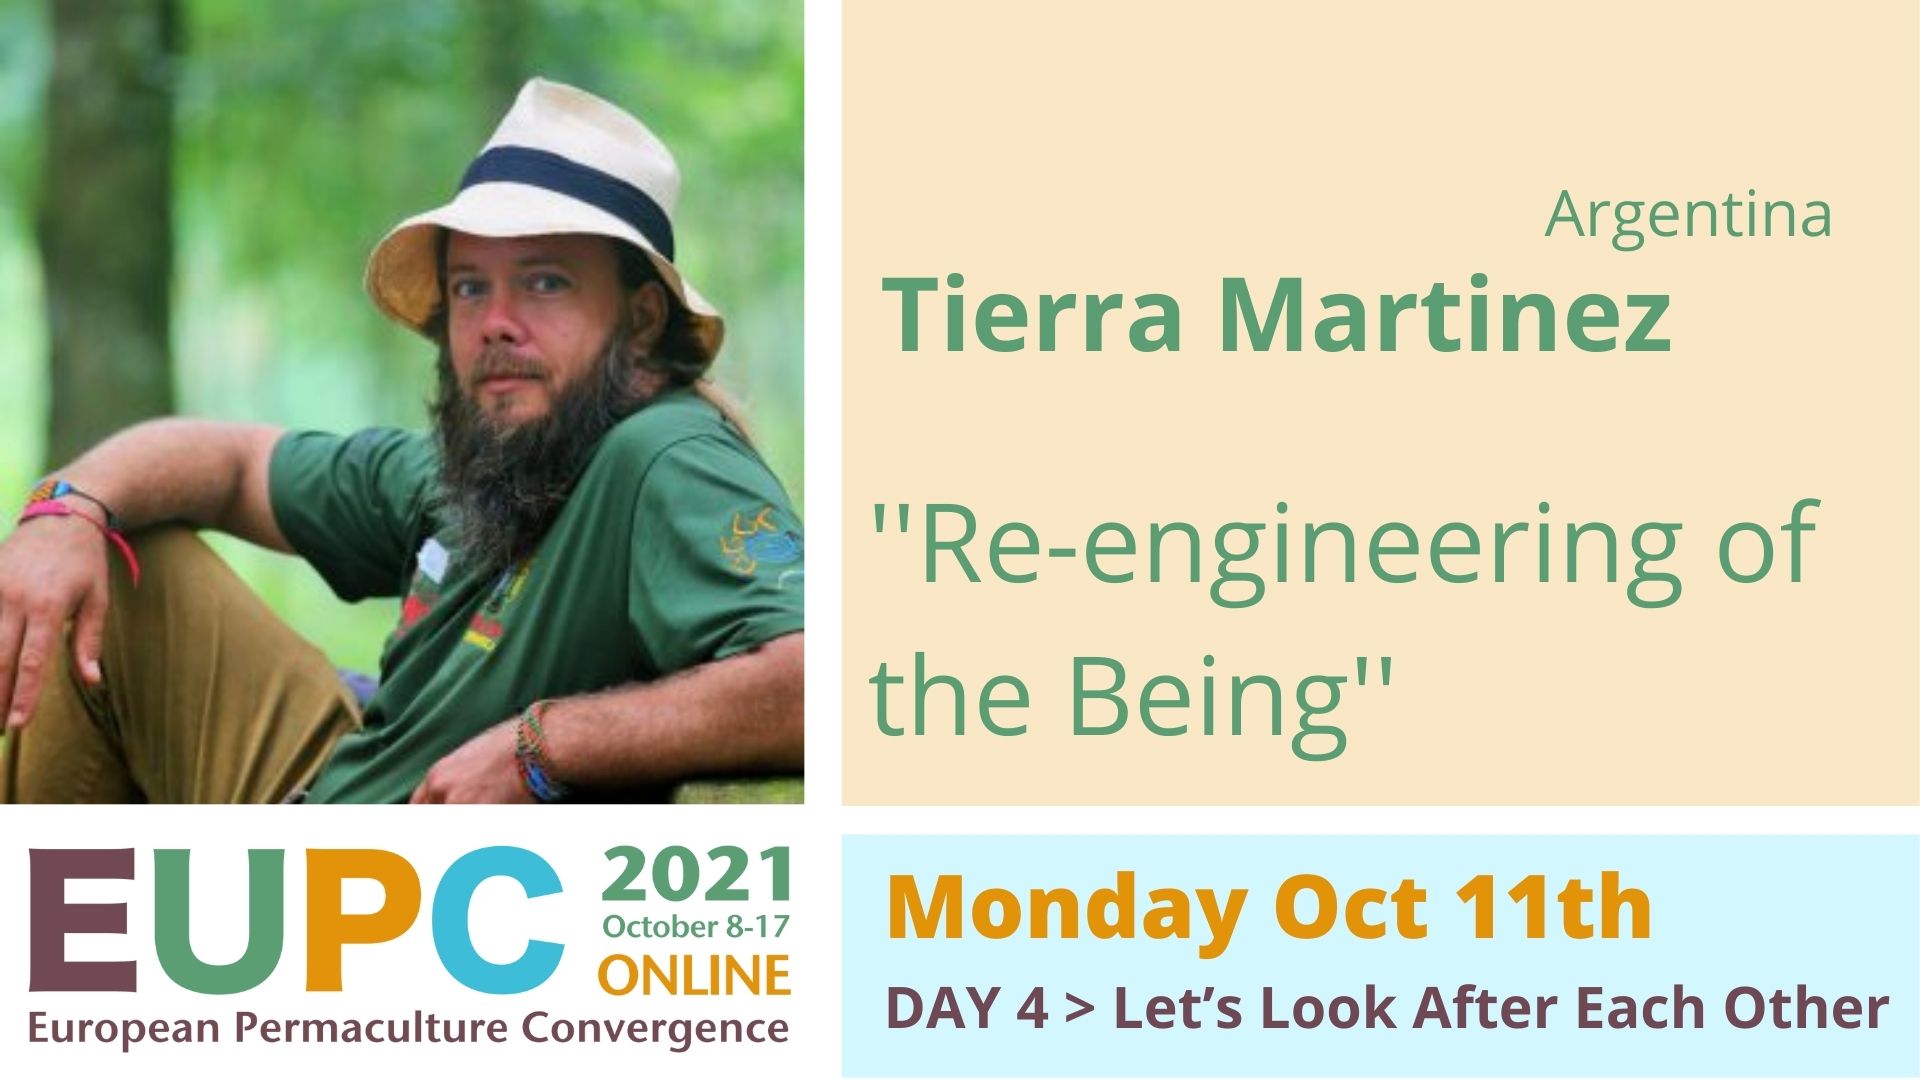 Argentina
Tierra Martinez
"Re-engineering of
the Being"
EUPC
2021
October 8-17
ONLINE
European Permaculture Convergence
Monday Oct 11th
DAY 4 > Let’s Look After Each Other